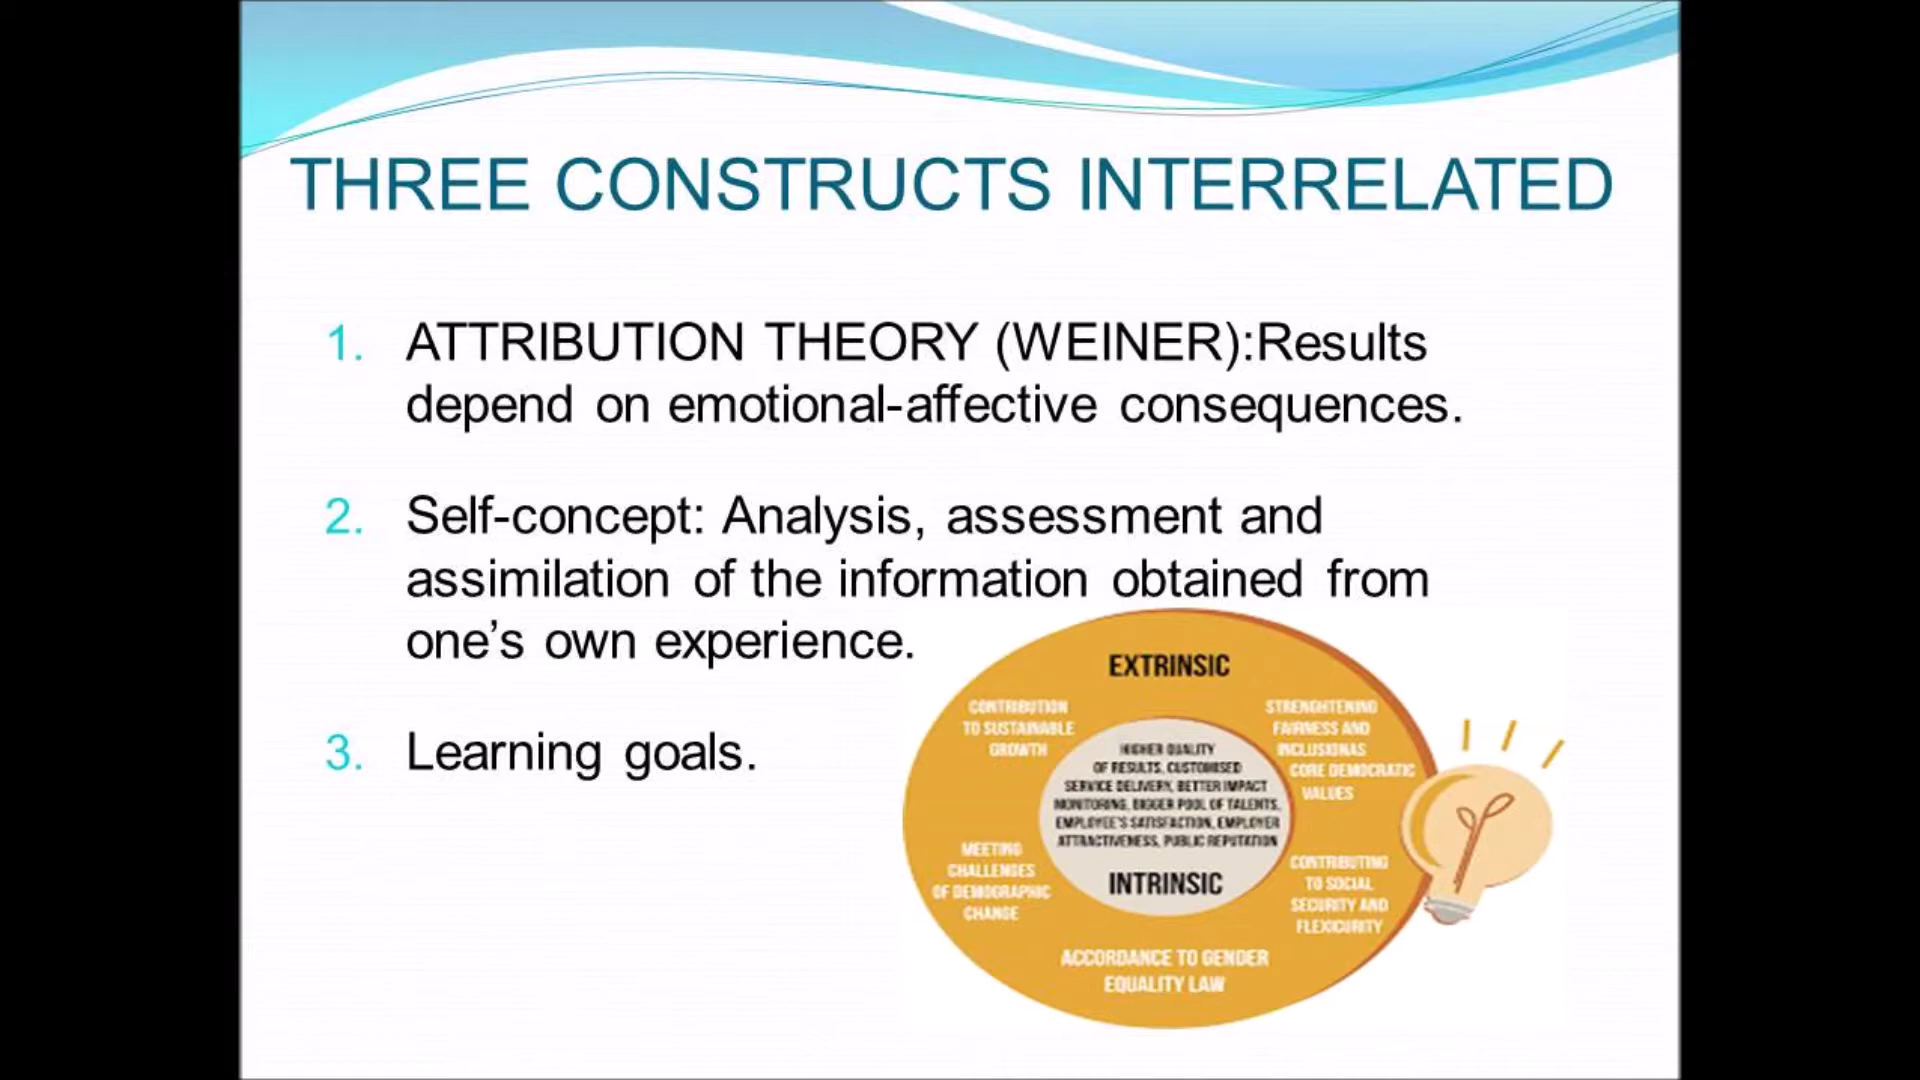 THREE CONSTRUCTS INTERRELATED
1. ATTRIBUTION THEORY (WEINER):Results
depend on emotional-affective consequences.
2. Self-concept: Analysis, assessment and
assimilation of the information obtained from
one’s own experience.
3. Learning goals.
EXTRINSIC
CONTRIBUTION
TO SUSTAINABLE
GROWTH
STRENGHTENING
FAIRNESS AND
INCLUSIONAS
CORE DEMOCRATIC
VALUES
HIGHER QUALITY
OF RESULTS, CUSTOMISED
SERVICE DELIVERY, BETTER IMPACT
MONITORING, BIGGER POOL OF TALENTS,
EMPLOYEE'S SATISFACTION, EMPLOYER
ATTRACTIVENESS, PUBLIC REPUTATION
INTRINSIC
MEETING
CHALLENGES
OF DEMOGRAPHIC
CHANGE
CONTRIBUTING
TO SOCIAL
SECURITY AND
FLEXICURITY
ACCORDANCE TO GENDER
EQUALITY LAW